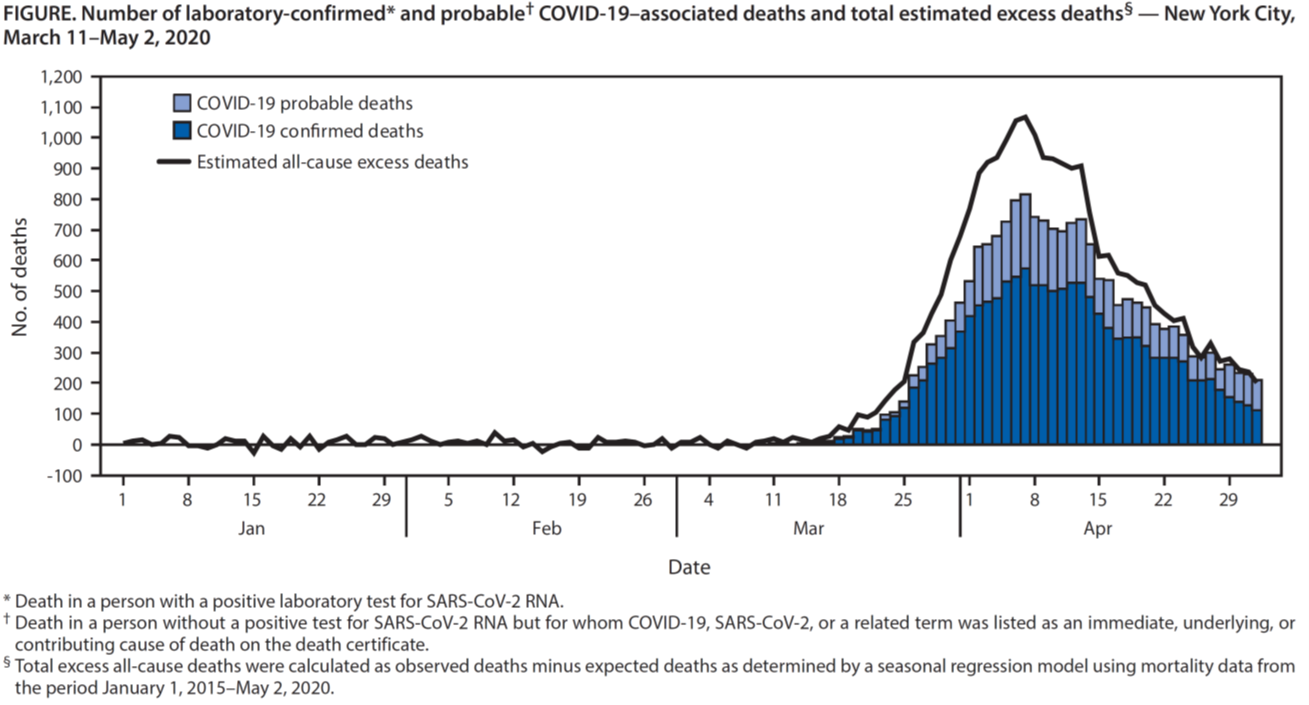 FIGURE. Number of laboratory-confirmed* and probable† COVID-19–associated deaths and total estimated excess deaths§ — New York City,
March 11–May 2, 2020
1,200
1,100
1,000
900
800
700
600
500
400
300
200
100
0
-100
No. of deaths
COVID-19 probable deaths
COVID-19 confirmed deaths
Estimated all-cause excess deaths
1 8 15 22 29 5 12 19 26 4 11 18 25 1 8 15 22 29
Jan Feb Mar Apr
Date
* Death in a person with a positive laboratory test for SARS-CoV-2 RNA.
† Death in a person without a positive test for SARS-CoV-2 RNA but for whom COVID-19, SARS-CoV-2, or a related term was listed as an immediate, underlying, or
contributing cause of death on the death certificate.
§ Total excess all-cause deaths were calculated as observed deaths minus expected deaths as determined by a seasonal regression model using mortality data from
the period January 1, 2015–May 2, 2020.